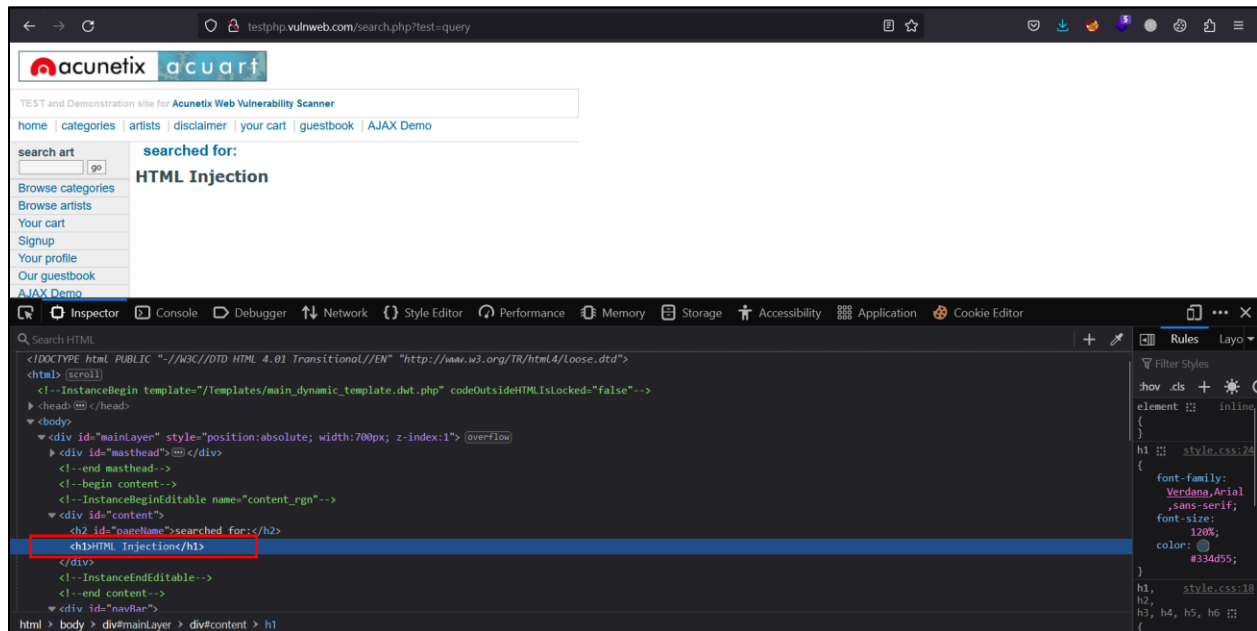 testphp.vulnweb.com/search.php?test=query
acunetix acuart
TEST and Demonstration site for Acunetix Web Vulnerability Scanner
home | categories | artists | disclaimer | your cart | guestbook | AJAX Demo
search art
go
Browse categories
Browse artists
Your cart
Signup
Your profile
Our guestbook
AJAX Demo
searched for:
HTML Injection
Inspector Console Debugger Network {} Style Editor Performance Memory Storage Accessibility Application Cookie Editor
Search HTML
<!DOCTYPE html PUBLIC "-//W3C//DTD HTML 4.01 Transitional//EN" "http://www.w3.org/TR/html4/loose.dtd">
<html> scroll
<!--InstanceBegin template="/Templates/main_dynamic_template.dwt.php" codeOutsideHTMLIsLocked="false"-->
<head> ••• </head>
<body>
<div id="mainLayer" style="position:absolute; width:700px; z-index:1"> overflow
<div id="masthead"> ••• </div>
<!--end masthead-->
<!--begin content-->
<!--InstanceBeginEditable name="content_rgn"-->
<div id="content">
<h2 id="pageName">searched for:</h2>
<h1>HTML Injection</h1>
</div>
<!--InstanceEndEditable-->
<!--end content-->
<div id="navBar">
html > body > div#mainLayer > div#content > h1
Rules Layo
Filter Styles
:hov .cls +
element inline
{
}
h1 style.css:24
{
font-family:
Verdana,Arial
,sans-serif;
font-size:
120%;
color:
#334d55;
}
h1, style.css:18
h2,
h3, h4, h5, h6
{